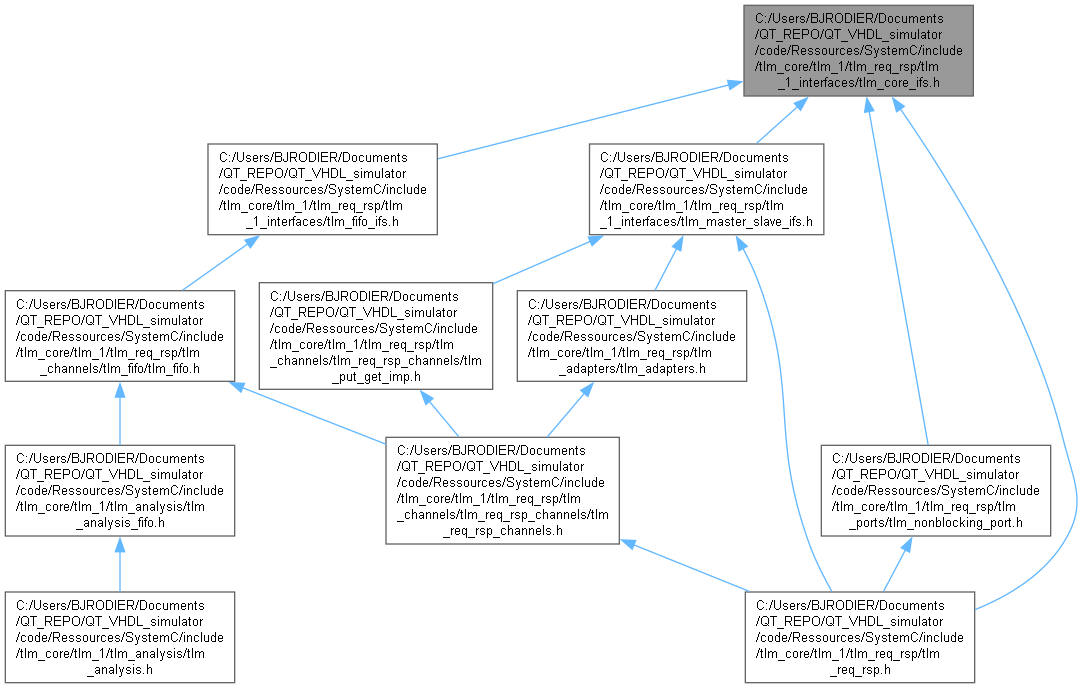 C:/Users/BJRODIER/Documents
/QT_REPO/QT_VHDL_simulator
/code/Ressources/SystemC/include
/tlm_core/tlm_1/tlm_req_rsp/tlm
_1_interfaces/tlm_core_ifs.h
C:/Users/BJRODIER/Documents
/QT_REPO/QT_VHDL_simulator
/code/Ressources/SystemC/include
/tlm_core/tlm_1/tlm_req_rsp/tlm
_1_interfaces/tlm_fifo_ifs.h
C:/Users/BJRODIER/Documents
/QT_REPO/QT_VHDL_simulator
/code/Ressources/SystemC/include
/tlm_core/tlm_1/tlm_req_rsp/tlm
_1_interfaces/tlm_master_slave_ifs.h
C:/Users/BJRODIER/Documents
/QT_REPO/QT_VHDL_simulator
/code/Ressources/SystemC/include
/tlm_core/tlm_1/tlm_req_rsp/tlm
_channels/tlm_fifo/tlm_fifo.h
C:/Users/BJRODIER/Documents
/QT_REPO/QT_VHDL_simulator
/code/Ressources/SystemC/include
/tlm_core/tlm_1/tlm_req_rsp/tlm
_channels/tlm_req_rsp_channels/tlm
_put_get_imp.h
C:/Users/BJRODIER/Documents
/QT_REPO/QT_VHDL_simulator
/code/Ressources/SystemC/include
/tlm_core/tlm_1/tlm_req_rsp/tlm
_adapters/tlm_adapters.h
C:/Users/BJRODIER/Documents
/QT_REPO/QT_VHDL_simulator
/code/Ressources/SystemC/include
/tlm_core/tlm_1/tlm_analysis/tlm
_analysis_fifo.h
C:/Users/BJRODIER/Documents
/QT_REPO/QT_VHDL_simulator
/code/Ressources/SystemC/include
/tlm_core/tlm_1/tlm_req_rsp/tlm
_channels/tlm_req_rsp_channels/tlm
_req_rsp_channels.h
C:/Users/BJRODIER/Documents
/QT_REPO/QT_VHDL_simulator
/code/Ressources/SystemC/include
/tlm_core/tlm_1/tlm_req_rsp/tlm
_ports/tlm_nonblocking_port.h
C:/Users/BJRODIER/Documents
/QT_REPO/QT_VHDL_simulator
/code/Ressources/SystemC/include
/tlm_core/tlm_1/tlm_analysis/tlm
_analysis.h
C:/Users/BJRODIER/Documents
/QT_REPO/QT_VHDL_simulator
/code/Ressources/SystemC/include
/tlm_core/tlm_1/tlm_req_rsp/tlm
_req_rsp.h